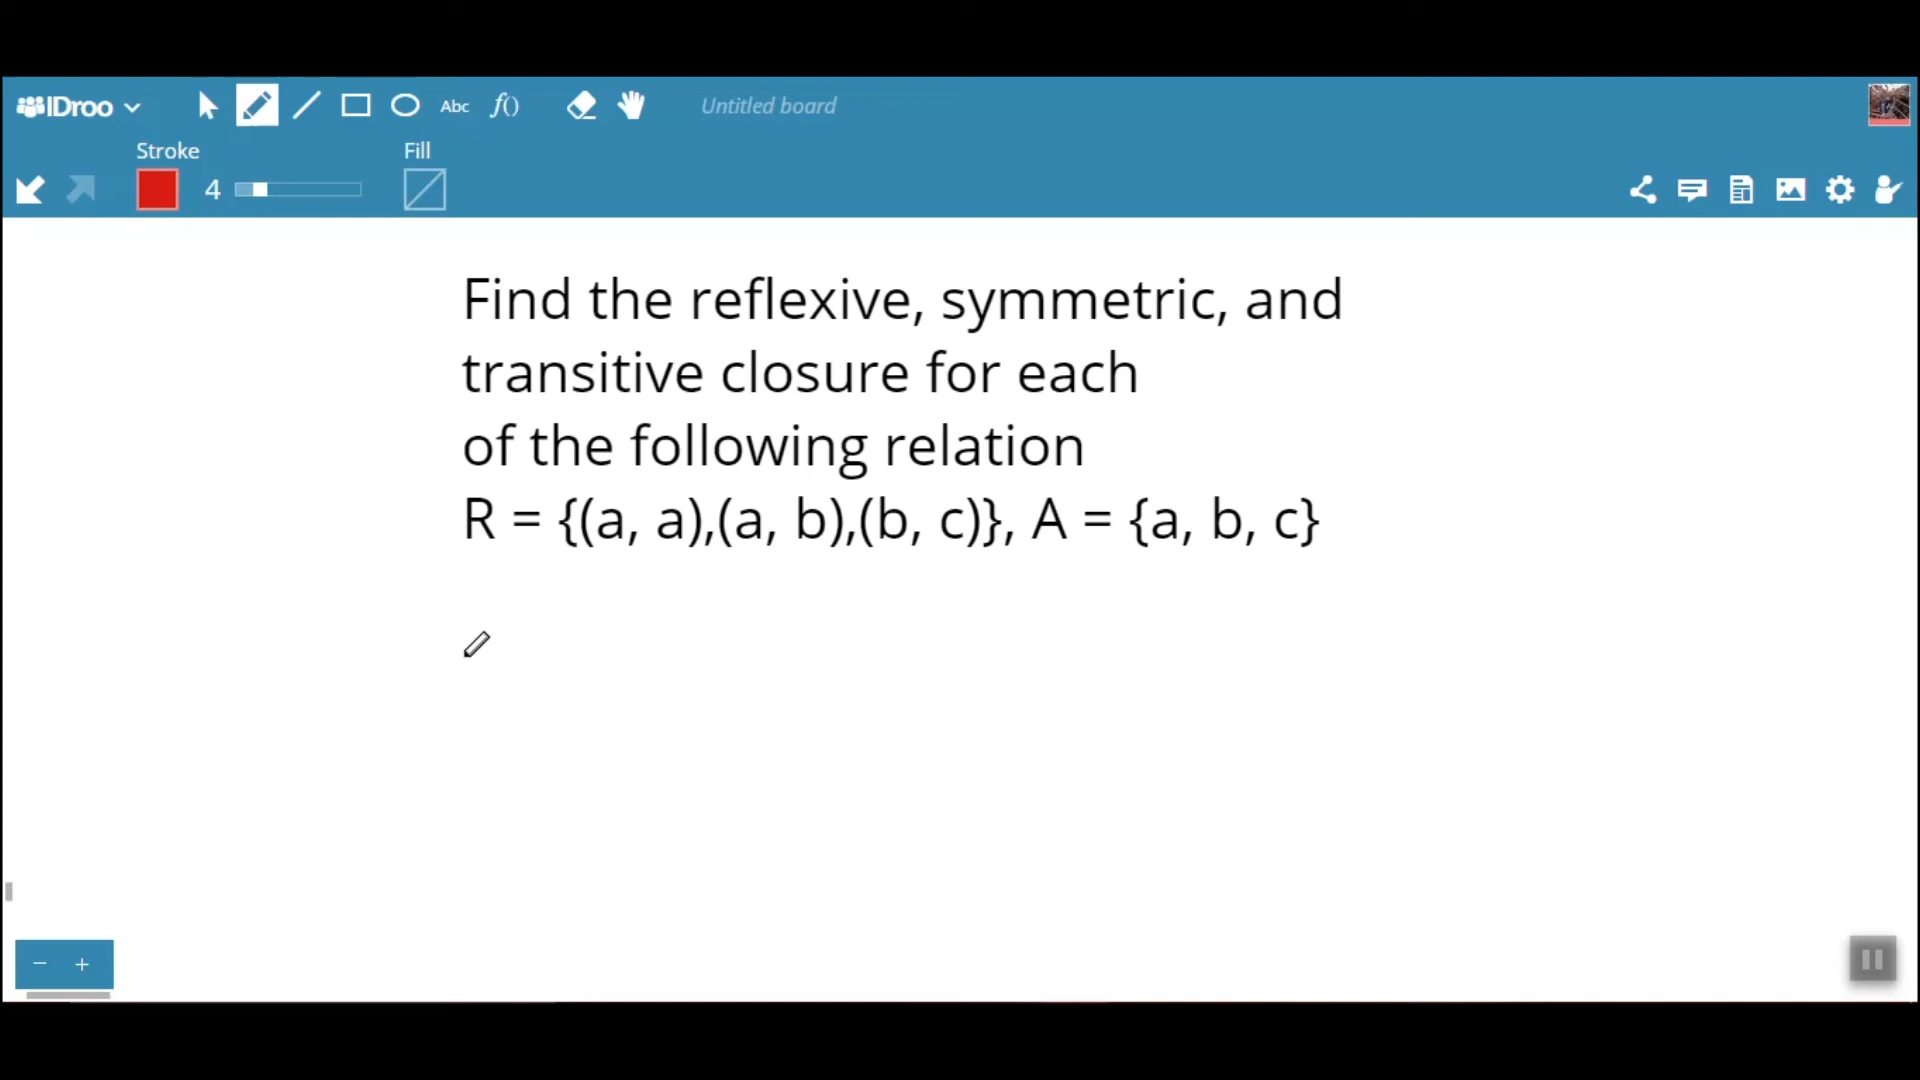 IDroo
Abc
f()
Untitled board
Stroke
Fill
4
Find the reflexive, symmetric, and
transitive closure for each
of the following relation
R = {(a, a),(a, b),(b, c)}, A = {a, b, c}
− +